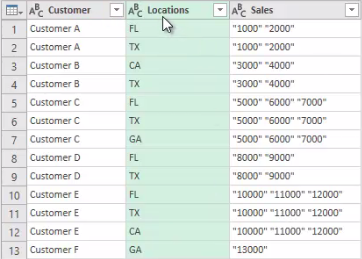 ABC Customer ABC Locations ABC Sales
1 Customer A FL "1000" "2000"
2 Customer A TX "1000" "2000"
3 Customer B CA "3000" "4000"
4 Customer B TX "3000" "4000"
5 Customer C FL "5000" "6000" "7000"
6 Customer C TX "5000" "6000" "7000"
7 Customer C GA "5000" "6000" "7000"
8 Customer D FL "8000" "9000"
9 Customer D TX "8000" "9000"
10 Customer E FL "10000" "11000" "12000"
11 Customer E TX "10000" "11000" "12000"
12 Customer E CA "10000" "11000" "12000"
13 Customer F GA "13000"